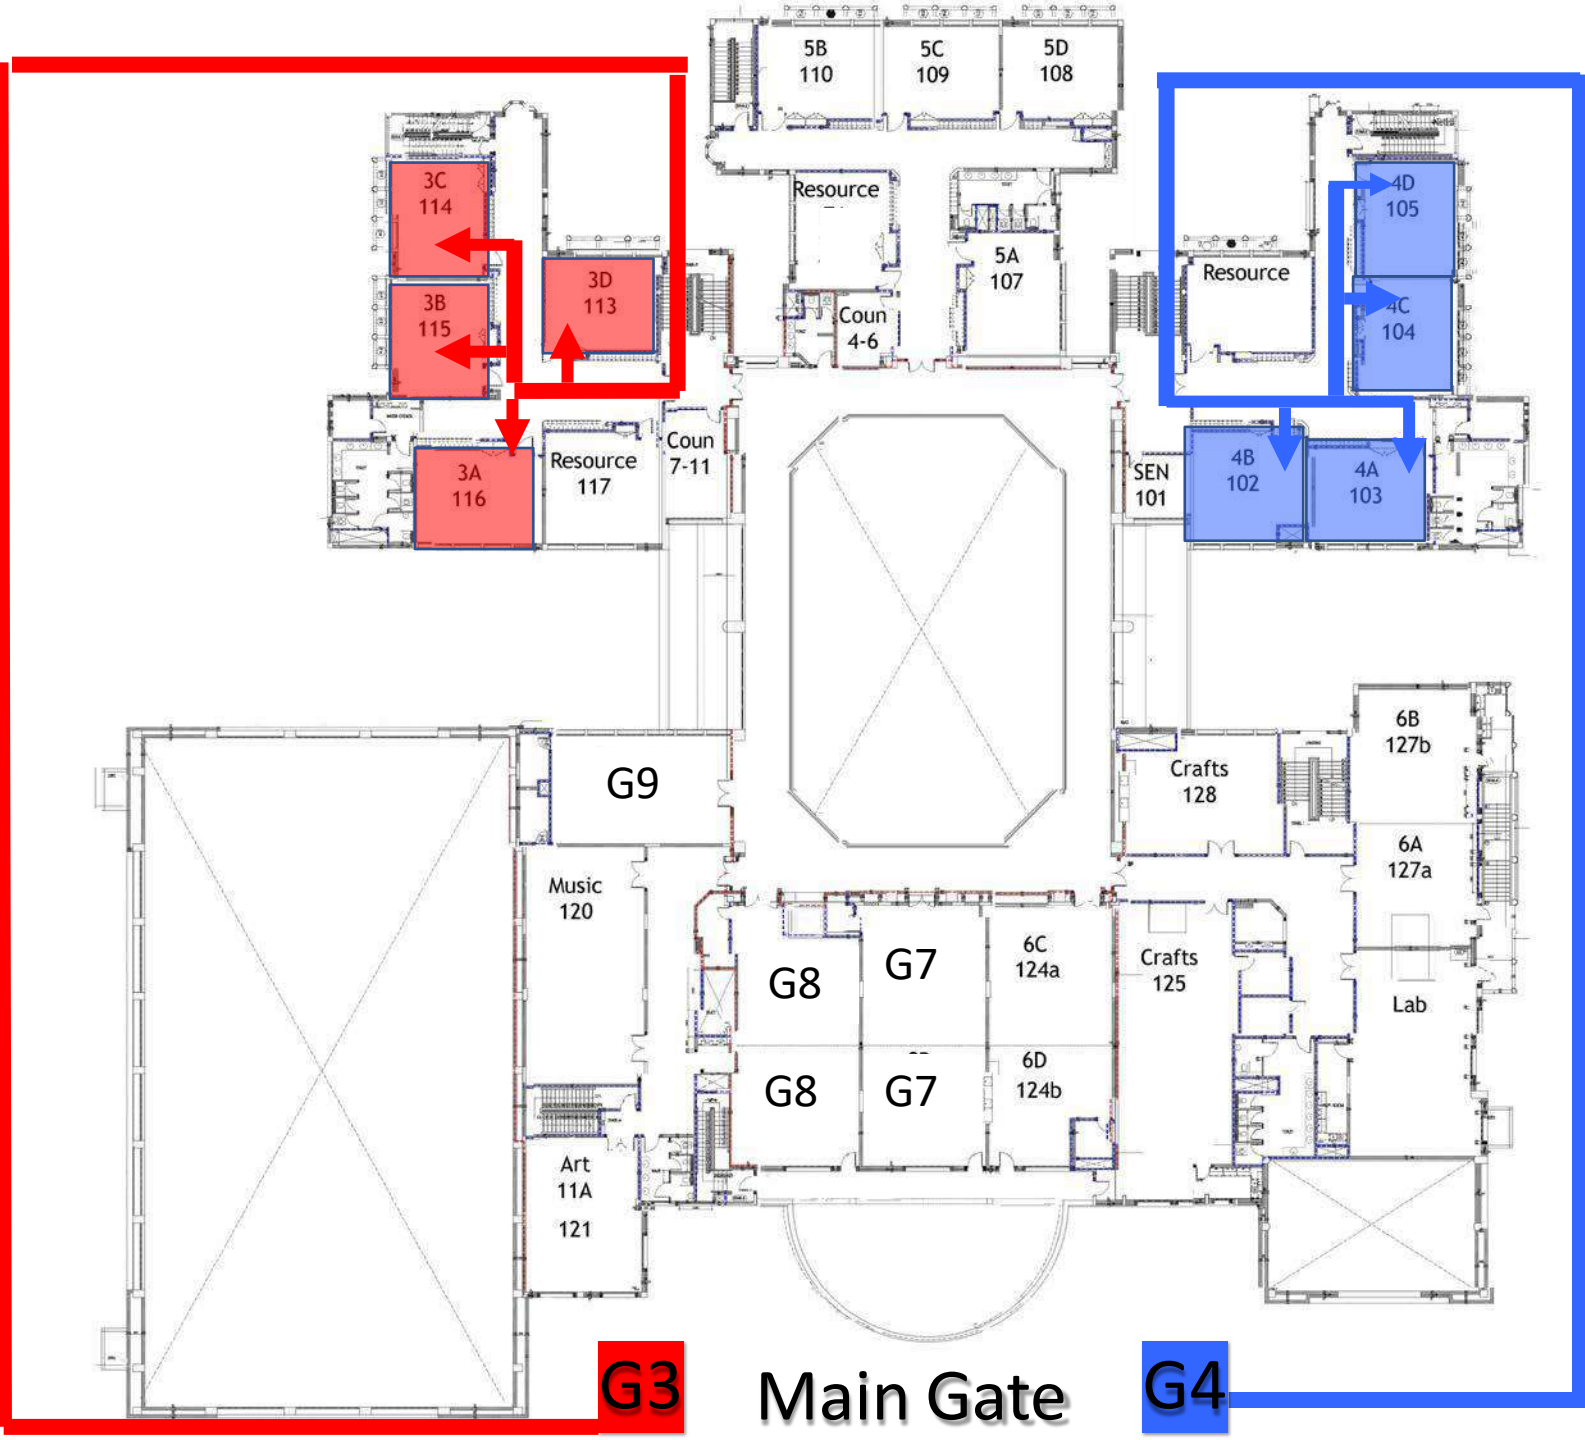 5B
110
5C
109
5D
108
3C
114
Resource
4D
105
3D
113
5A
107
Resource
3B
115
Coun
4-6
4C
104
Coun
7-11
Resource
117
3A
116
SEN
101
4B
102
4A
103
6B
127b
G9
Crafts
128
6A
127a
Music
120
G8
G7
6C
124a
Crafts
125
Lab
G8
G7
6D
124b
Art
11A
121
G3
Main Gate
G4